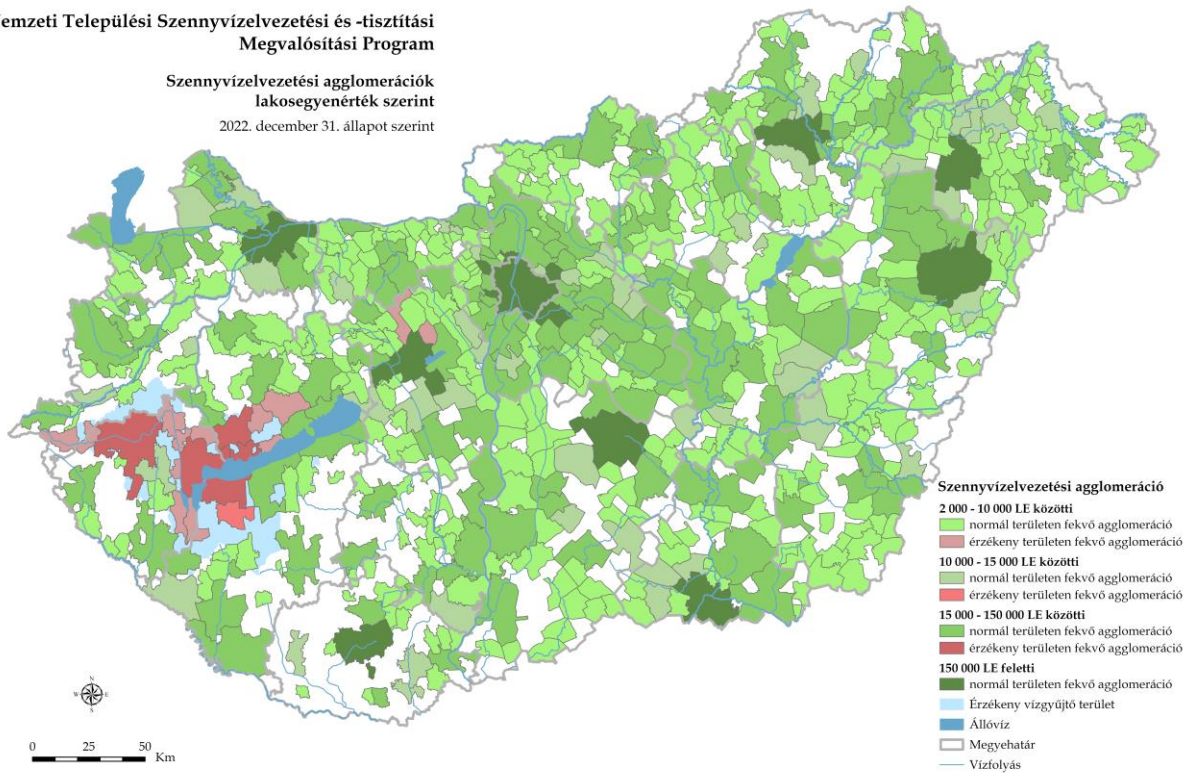 Nemzeti Települési Szennyvízelvezetési és -tisztítási
Megvalósítási Program
Szennyvízelvezetési agglomerációk
lakosegyenérték szerint
2022. december 31. állapot szerint
Szennyvízelvezetési agglomeráció
2 000 - 10 000 LE közötti
normál területen fekvő agglomeráció
érzékeny területen fekvő agglomeráció
10 000 - 15 000 LE közötti
normál területen fekvő agglomeráció
érzékeny területen fekvő agglomeráció
15 000 - 150 000 LE közötti
normál területen fekvő agglomeráció
érzékeny területen fekvő agglomeráció
150 000 LE feletti
normál területen fekvő agglomeráció
Érzékeny vízgyűjtő terület
Állóvíz
Megyehatár
Vízfolyás
N
W E
S
0 25 50
Km